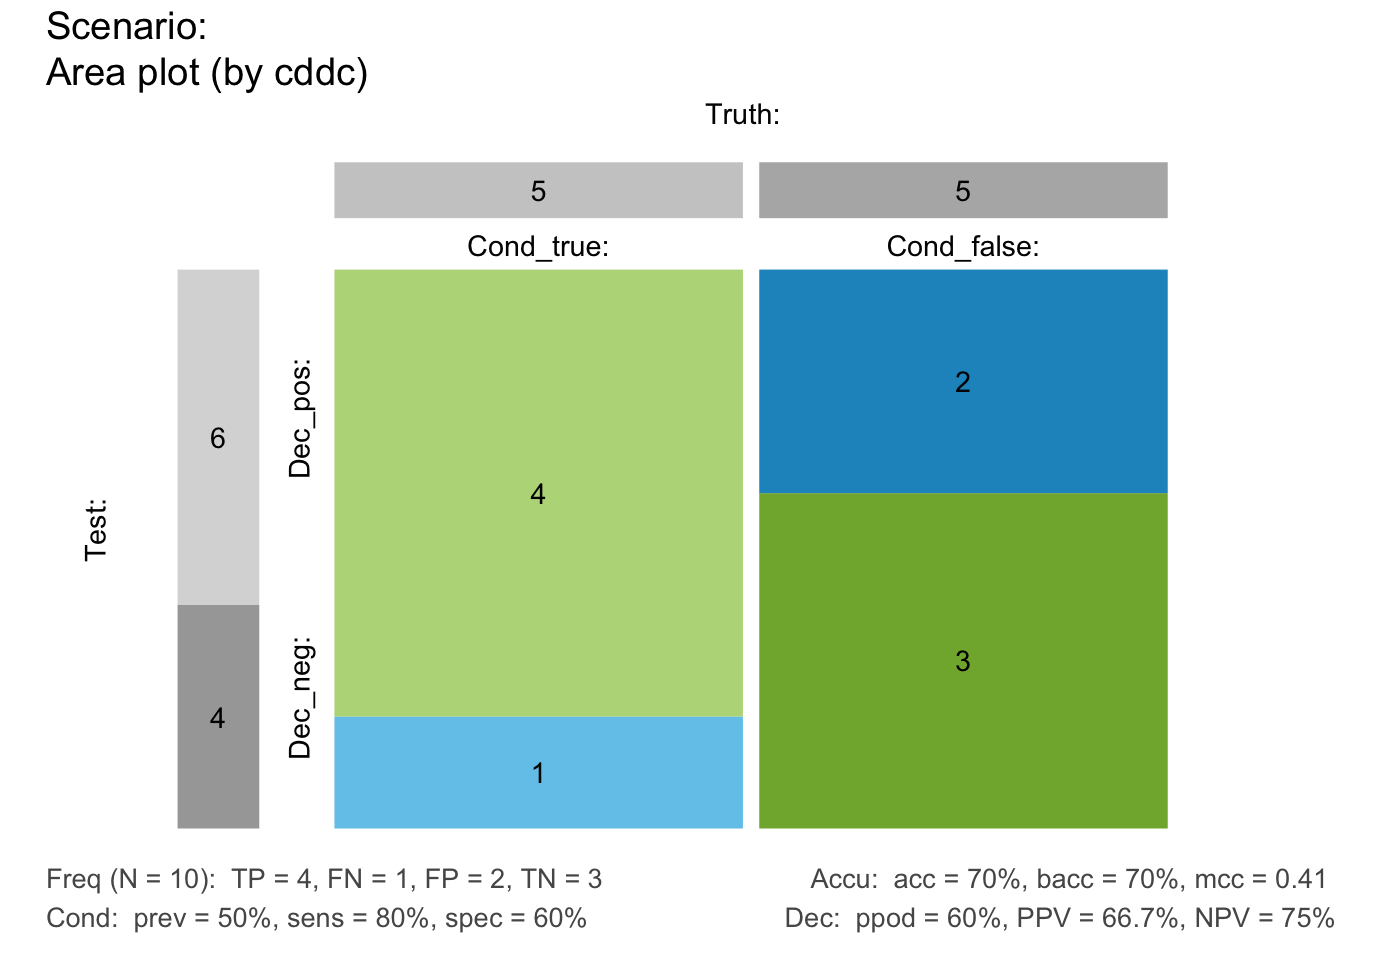 Scenario:
Area plot (by cddc)
Truth:
5
5
Cond_true:
Cond_false:
Test:
6
4
Dec_pos:
Dec_neg:
4
1
2
3
Freq (N = 10):  TP = 4, FN = 1, FP = 2, TN = 3
Cond:  prev = 50%, sens = 80%, spec = 60%
Accu:  acc = 70%, bacc = 70%, mcc = 0.41
Dec:  ppod = 60%, PPV = 66.7%, NPV = 75%